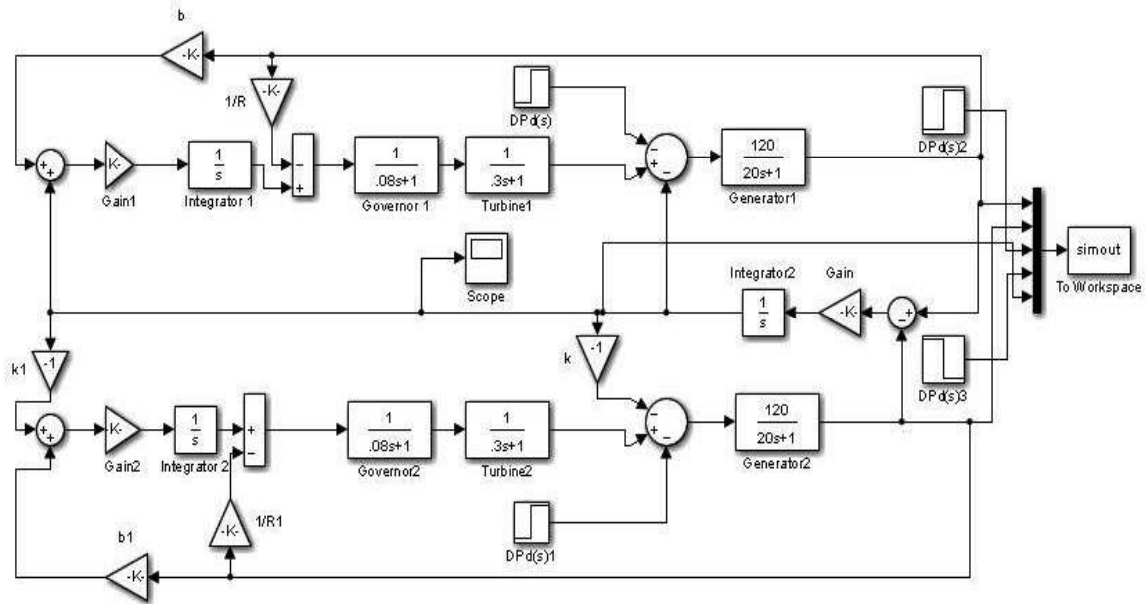 b
-K-
-K-
1/R
DPd(s)
DPd(s)2
+
+
K-
Gain1
1
s
Integrator 1
−
+
1
.08s+1
Governor 1
1
.3s+1
Turbine1
−
+
−
120
20s+1
Generator1
simout
To Workspace
Scope
Integrator2
1
s
Gain
-K-
−
+
k1
-1
k
-1
DPd(s)3
+
+
K-
Gain2
1
s
Integrator 2
+
−
1
.08s+1
Governor2
1
.3s+1
Turbine2
−
+
−
120
20s+1
Generator2
-K-
1/R1
DPd(s)1
b1
-K-